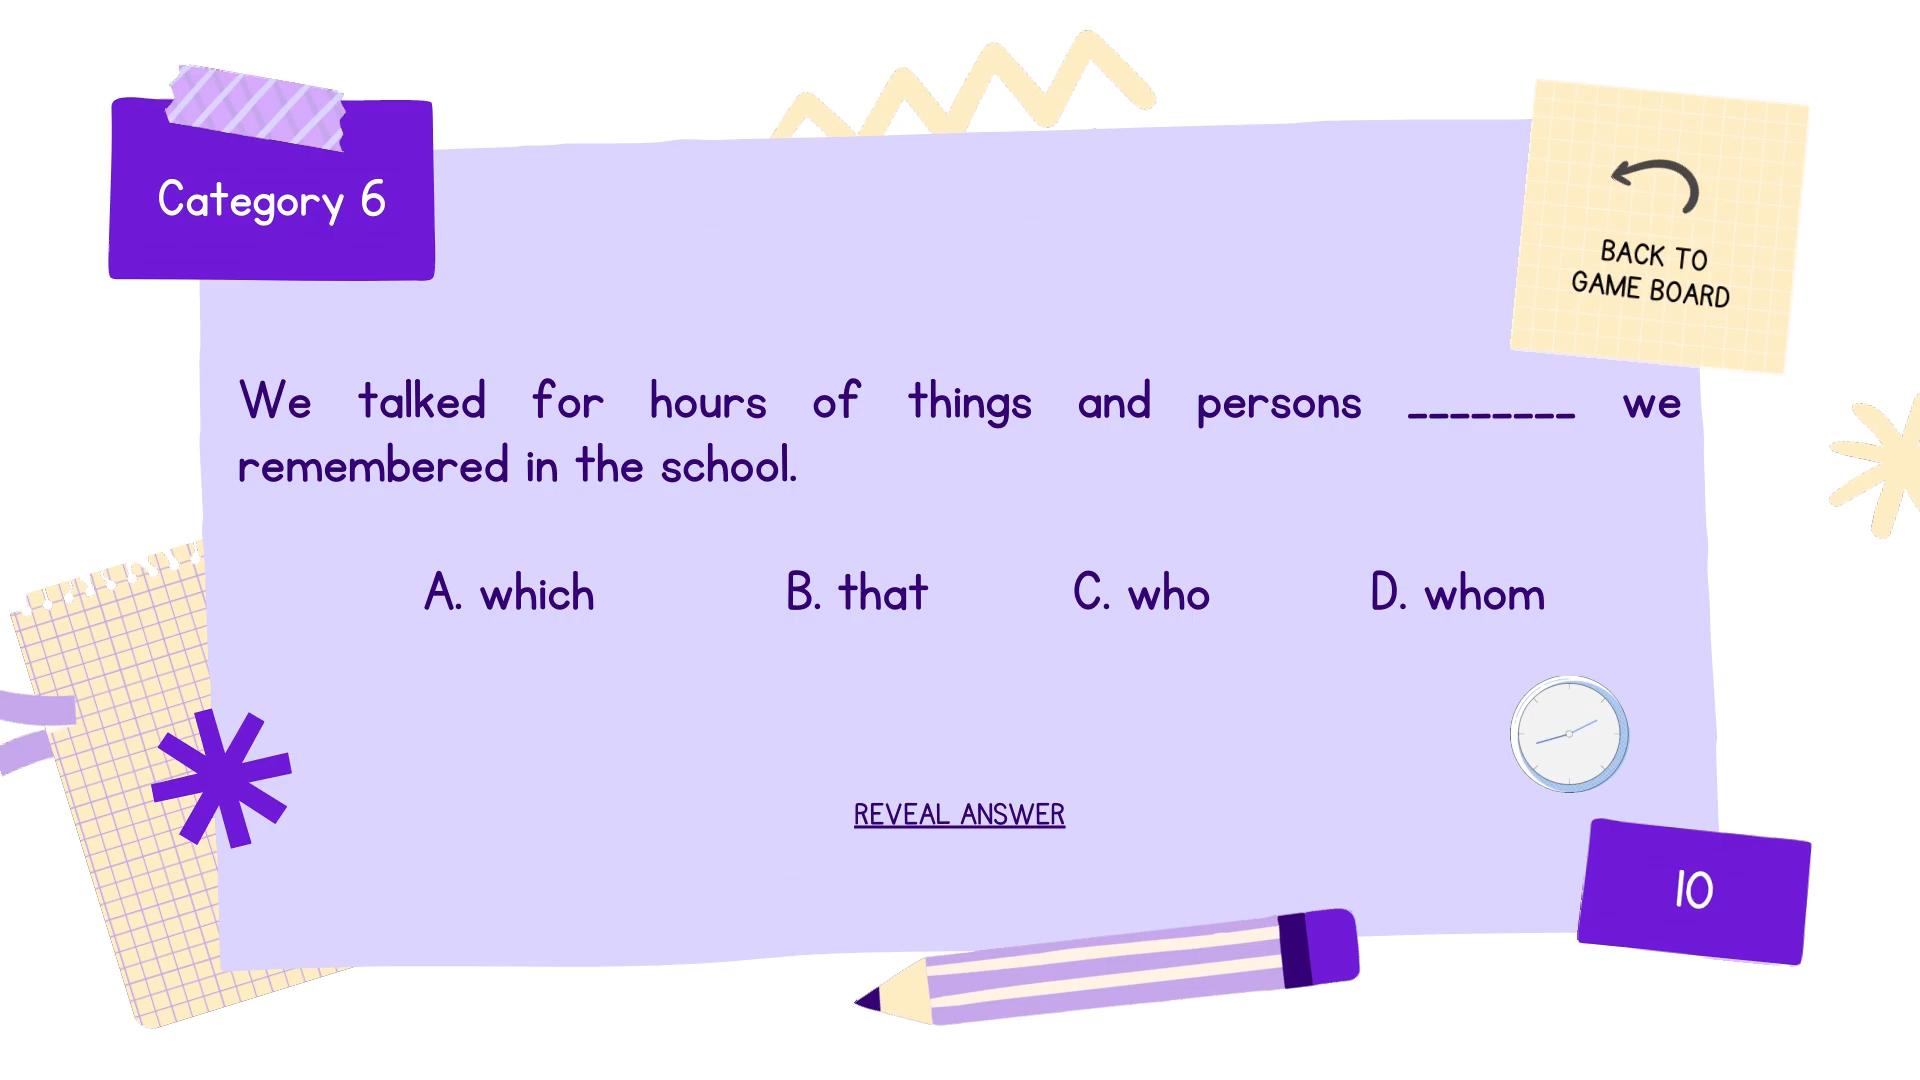 Category 6
BACK TO
GAME BOARD
We talked for hours of things and persons ________ we
remembered in the school.
A. which B. that C. who D. whom
REVEAL ANSWER
10